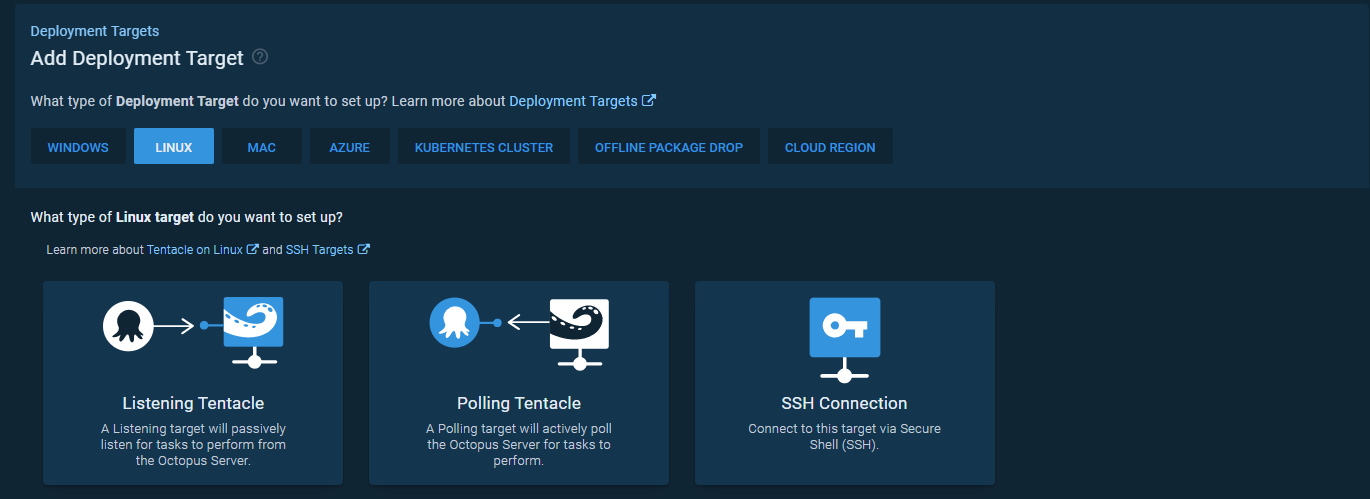 Deployment Targets
Add Deployment Target ?
What type of Deployment Target do you want to set up? Learn more about Deployment Targets
WINDOWS LINUX MAC AZURE KUBERNETES CLUSTER OFFLINE PACKAGE DROP CLOUD REGION
What type of Linux target do you want to set up?
Learn more about Tentacle on Linux and SSH Targets
Listening Tentacle
A Listening target will passively
listen for tasks to perform from
the Octopus Server.
Polling Tentacle
A Polling target will actively poll
the Octopus Server for tasks to
perform.
SSH Connection
Connect to this target via Secure
Shell (SSH).